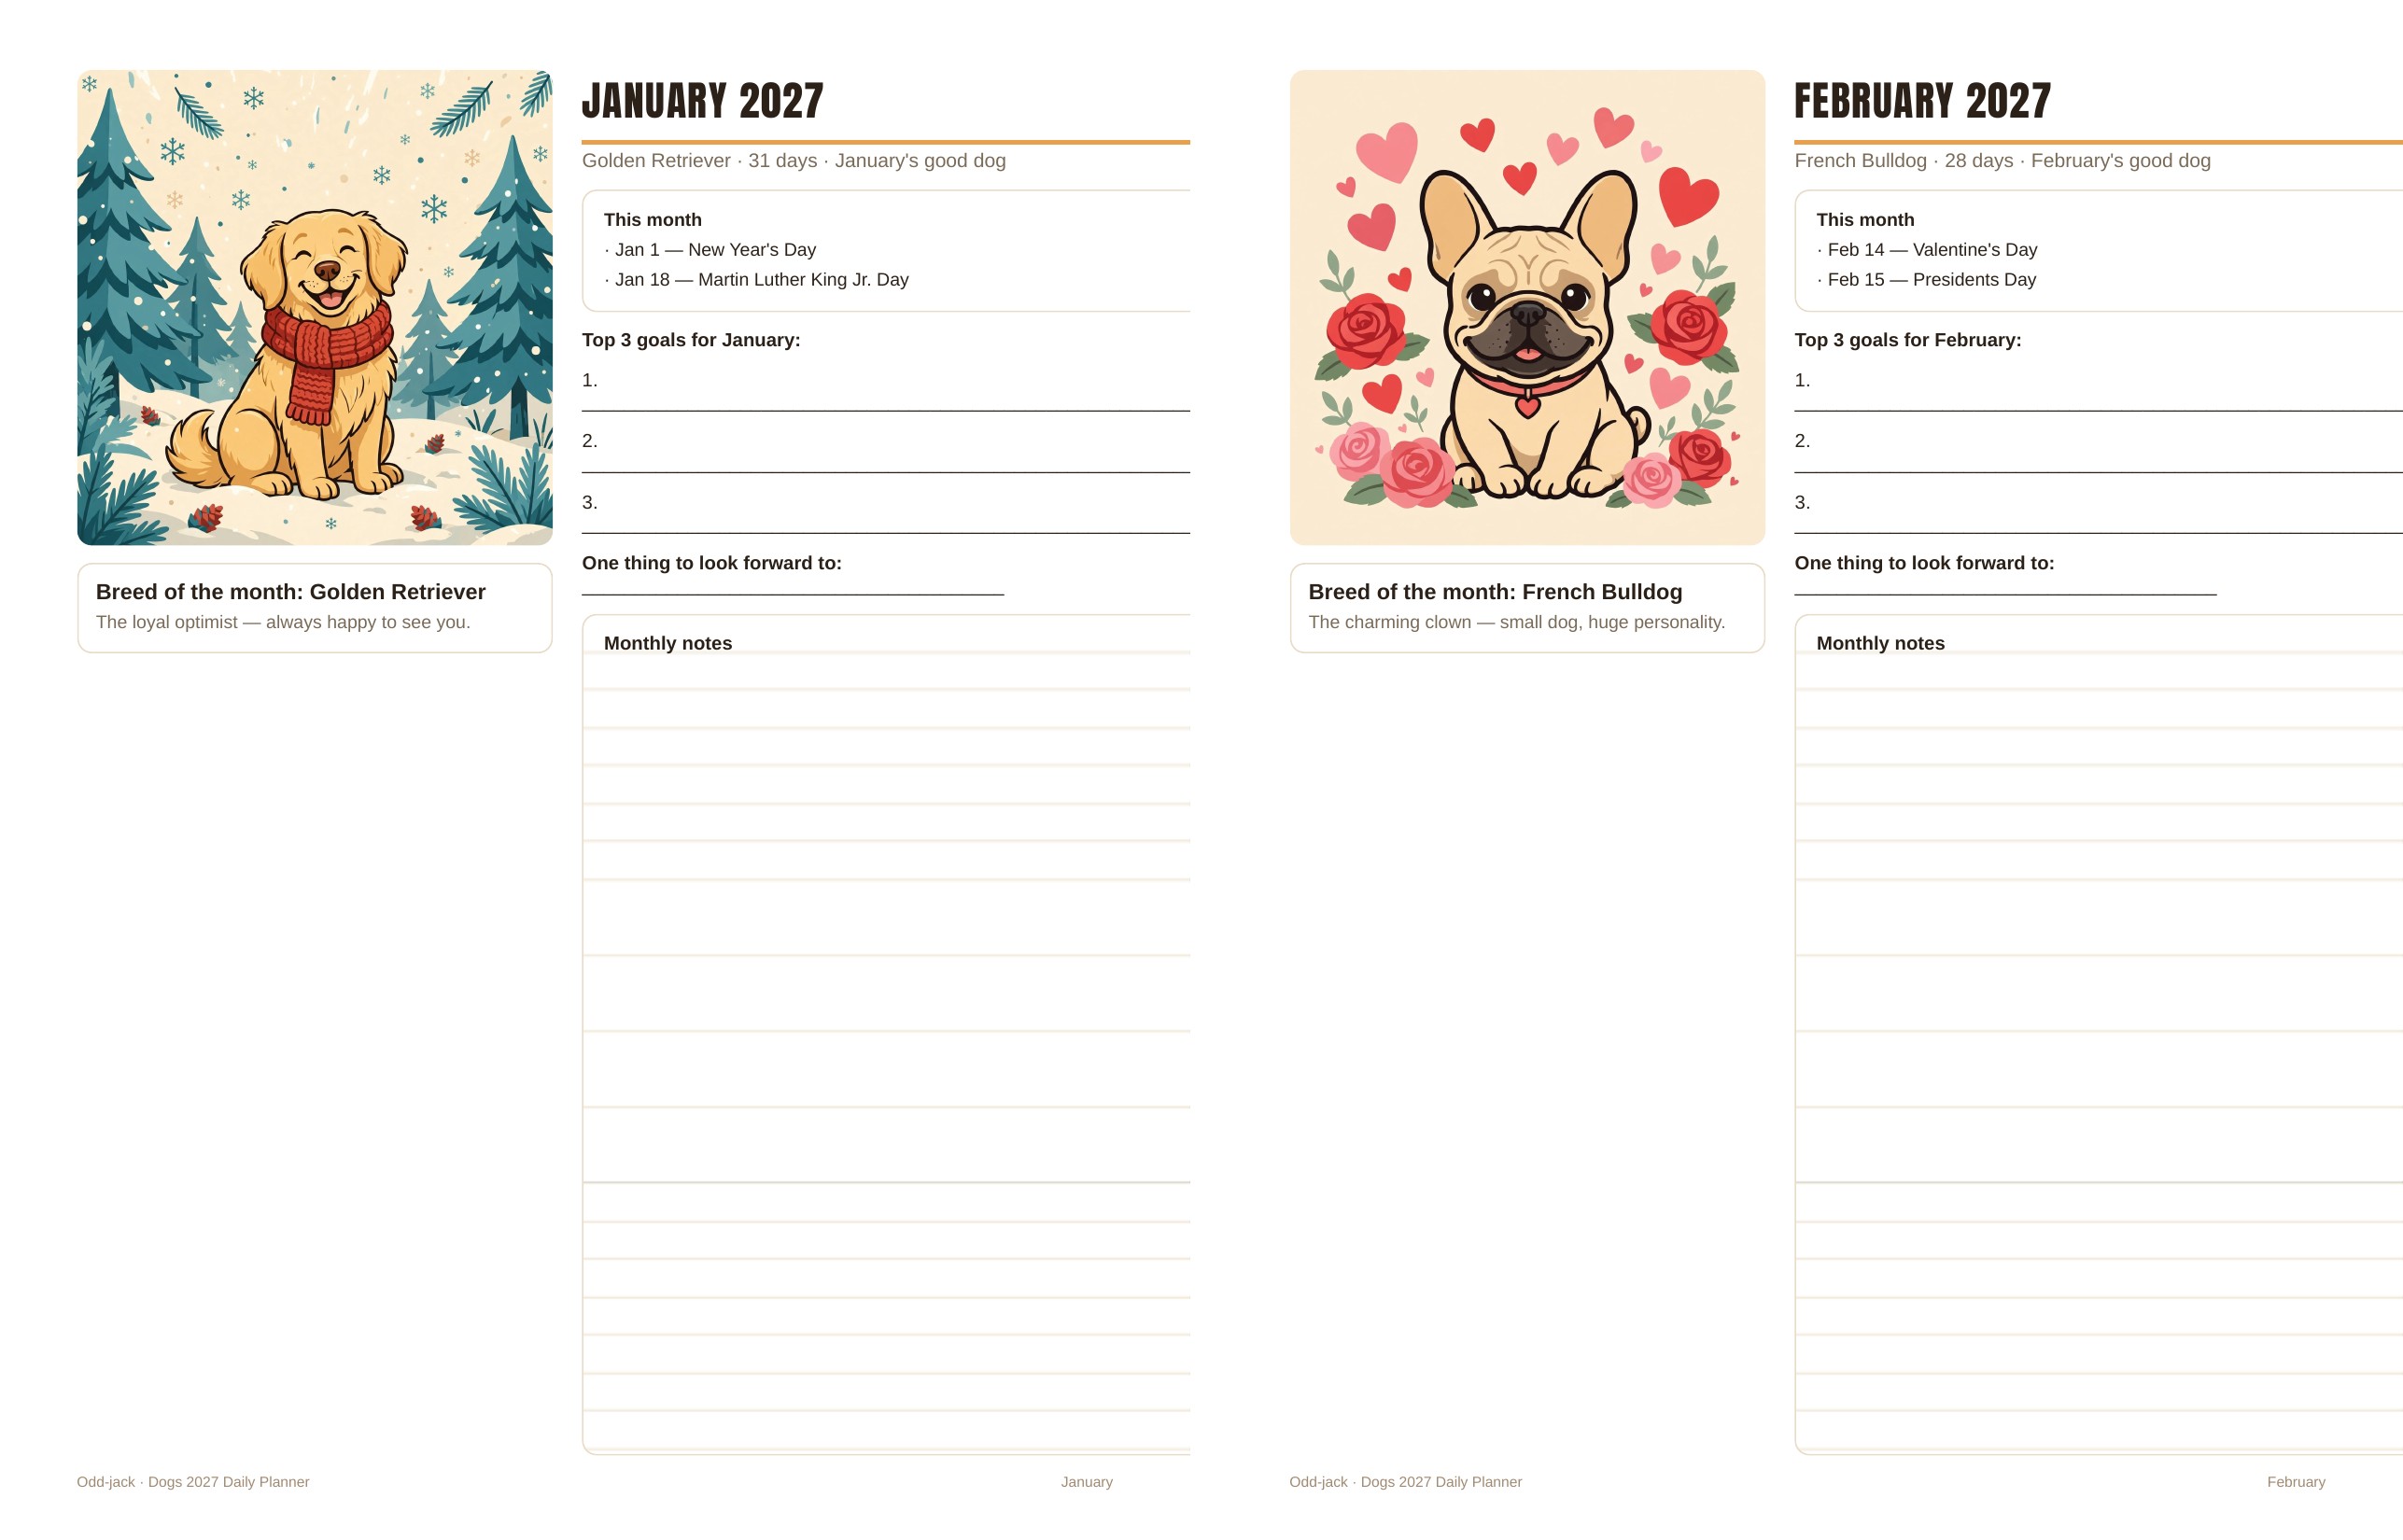 JANUARY 2027
Golden Retriever · 31 days · January's good dog
This month
· Jan 1 — New Year's Day
· Jan 18 — Martin Luther King Jr. Day
Top 3 goals for January:
1.
2.
3.
One thing to look forward to:
Breed of the month: Golden Retriever
The loyal optimist — always happy to see you.
Monthly notes
Odd-jack · Dogs 2027 Daily Planner
January
FEBRUARY 2027
French Bulldog · 28 days · February's good dog
This month
· Feb 14 — Valentine's Day
· Feb 15 — Presidents Day
Top 3 goals for February:
1.
2.
3.
One thing to look forward to:
Breed of the month: French Bulldog
The charming clown — small dog, huge personality.
Monthly notes
Odd-jack · Dogs 2027 Daily Planner
February